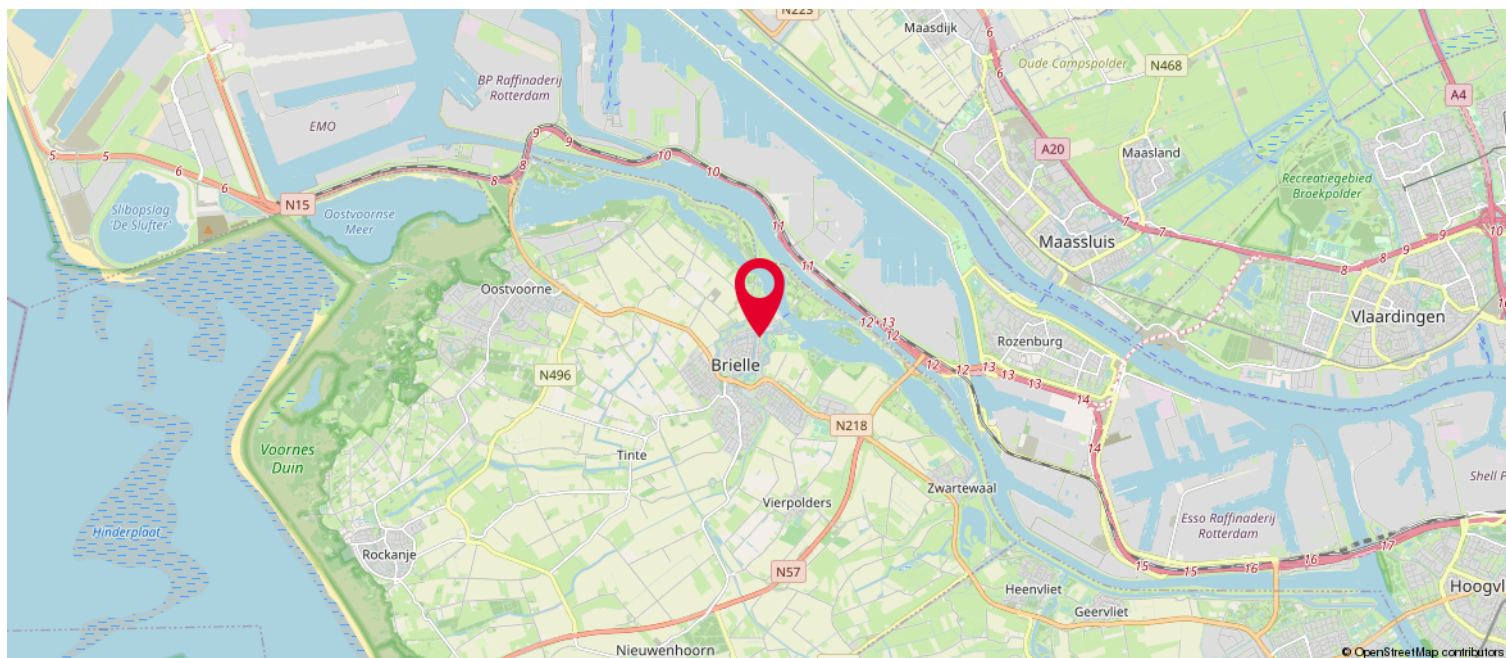 N223
Maasdijk
6
6
Oude Campspolder
N468
A4
BP Raffinaderij
Rotterdam
EMO
5
5
6
6
8
9
9
8
10
10
A20
Maasland
Recreatiegebied
Broekpolder
Slibopslag
'De Slufter'
N15
Oostvoornse
Meer
11
11
7
7
8
8
9
9
10
Maassluis
Oostvoorne
12+13
12
Vlaardingen
Rozenburg
Brielle
N496
12
12
13
13
14
14
N218
Voornes
Duin
Tinte
Zwartewaal
Vierpolders
Shell P
Hinderplaat
Esso Raffinaderij
Rotterdam
Rockanje
N57
15
15
16
16
17
Heenvliet
Geervliet
Hoogvl
Nieuwenhoorn
© OpenStreetMap contributors